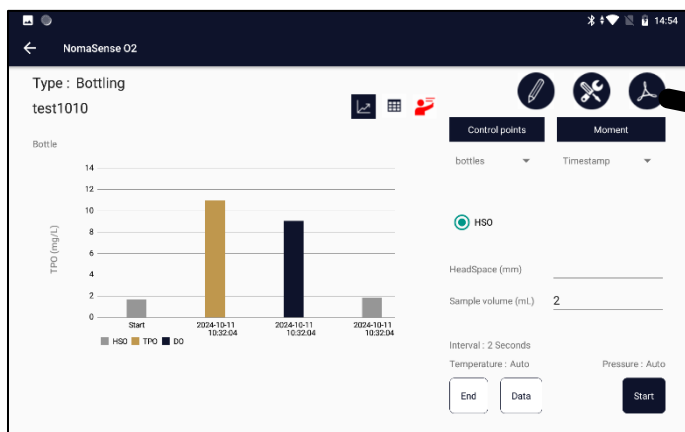 14:54
NomaSense O2
Type : Bottling
test1010
Control points
Moment
Bottle
bottles
Timestamp
14
12
10
8
6
4
2
0
TPO (mg/L)
Start
2024-10-11
10:32:04
2024-10-11
10:32:04
2024-10-11
10:32:04
HSO TPO DO
HSO
HeadSpace (mm)
Sample volume (mL) 2
Interval : 2 Seconds
Temperature : Auto
Pressure : Auto
End
Data
Start